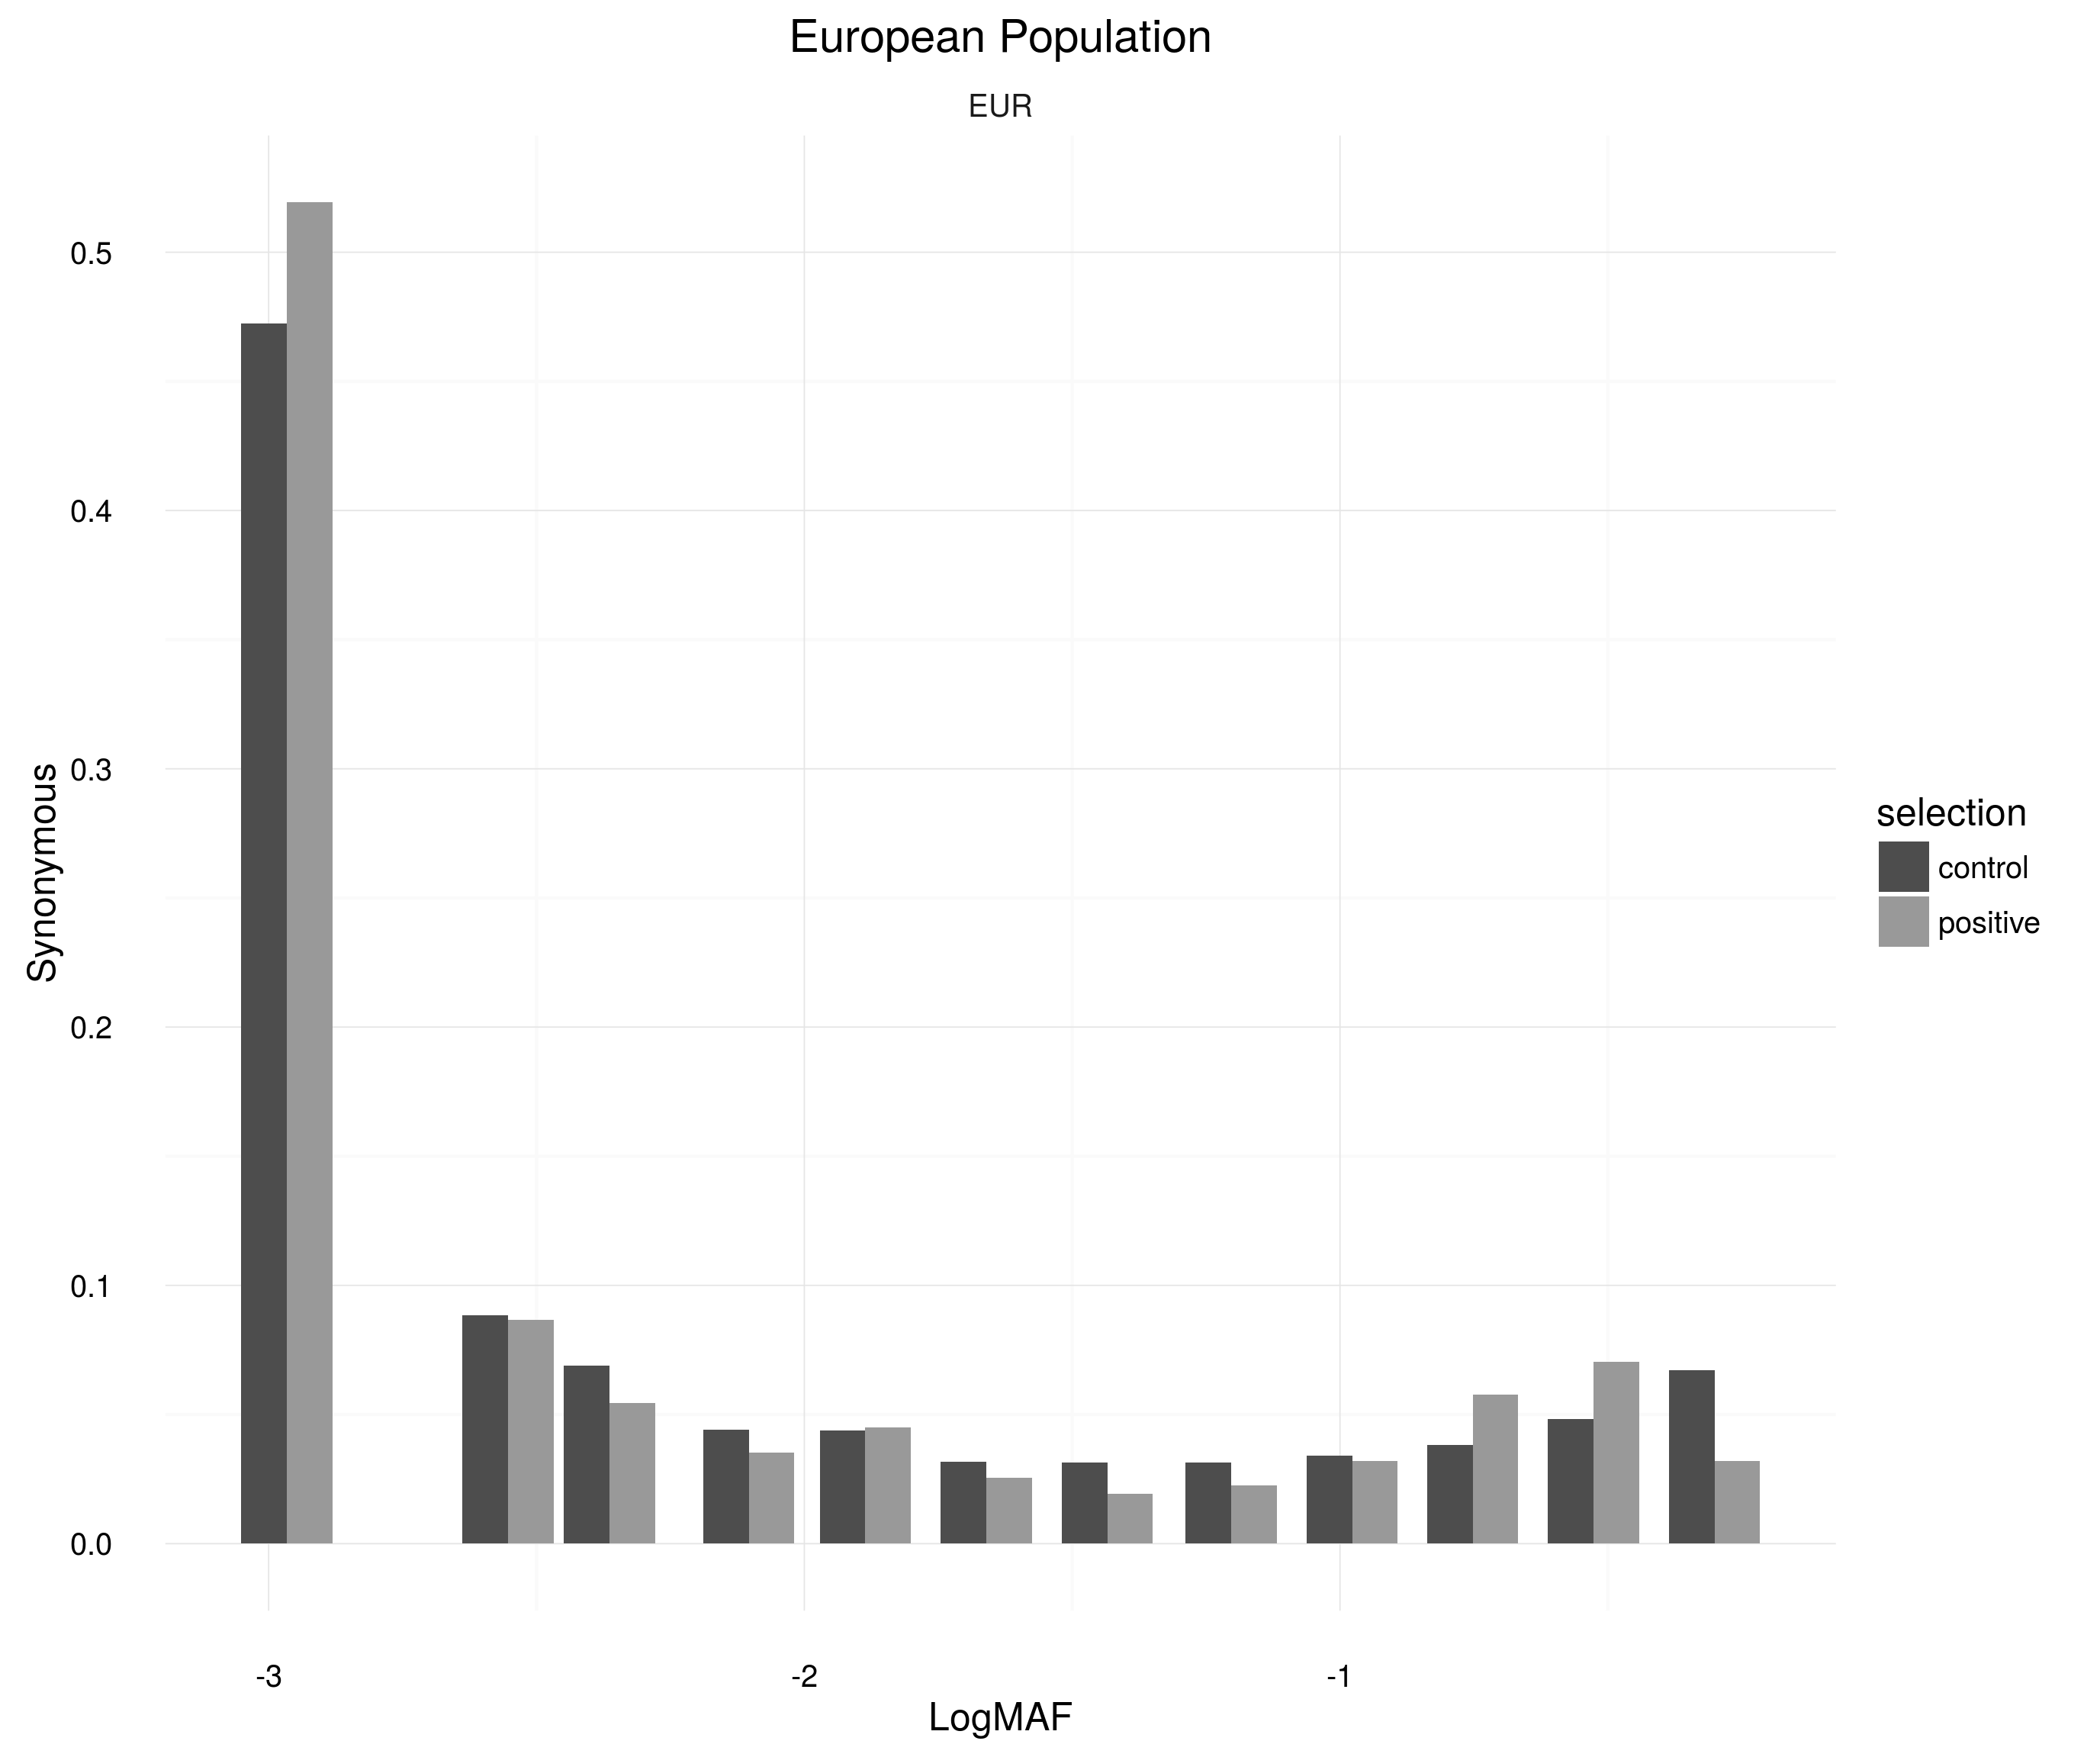 European Population
EUR
Synonymous
0.5
0.4
0.3
0.2
0.1
0.0
-3
-2
-1
LogMAF
selection
control
positive